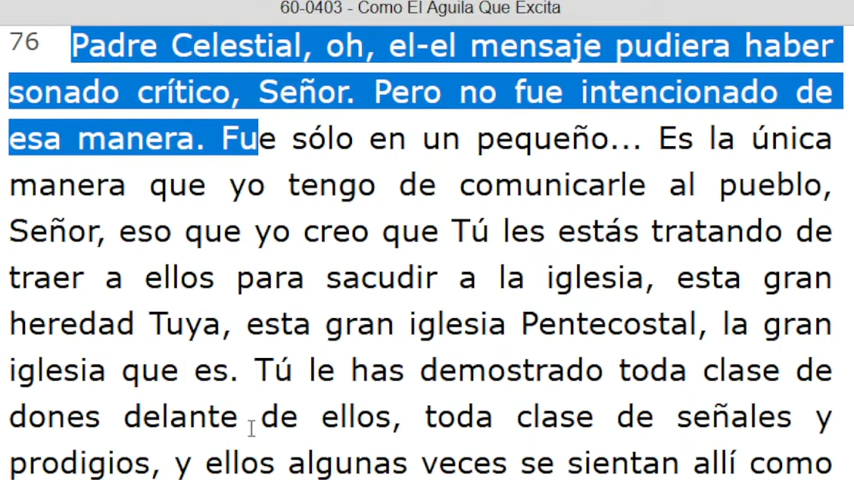 60-0403 - Como El Aguila Que Excita
76 Padre Celestial, oh, el-el mensaje pudiera haber
sonado crítico, Señor. Pero no fue intencionado de
esa manera. Fue sólo en un pequeño... Es la única
manera que yo tengo de comunicarle al pueblo,
Señor, eso que yo creo que Tú les estás tratando de
traer a ellos para sacudir a la iglesia, esta gran
heredad Tuya, esta gran iglesia Pentecostal, la gran
iglesia que es. Tú le has demostrado toda clase de
dones delante de ellos, toda clase de señales y
prodigios, y ellos algunas veces se sientan allí como